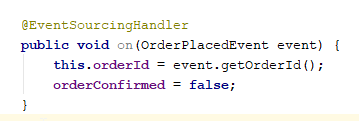 @EventSourcingHandler
public void on(OrderPlacedEvent event) {
    this.orderId = event.getOrderId();
    orderConfirmed = false;
}